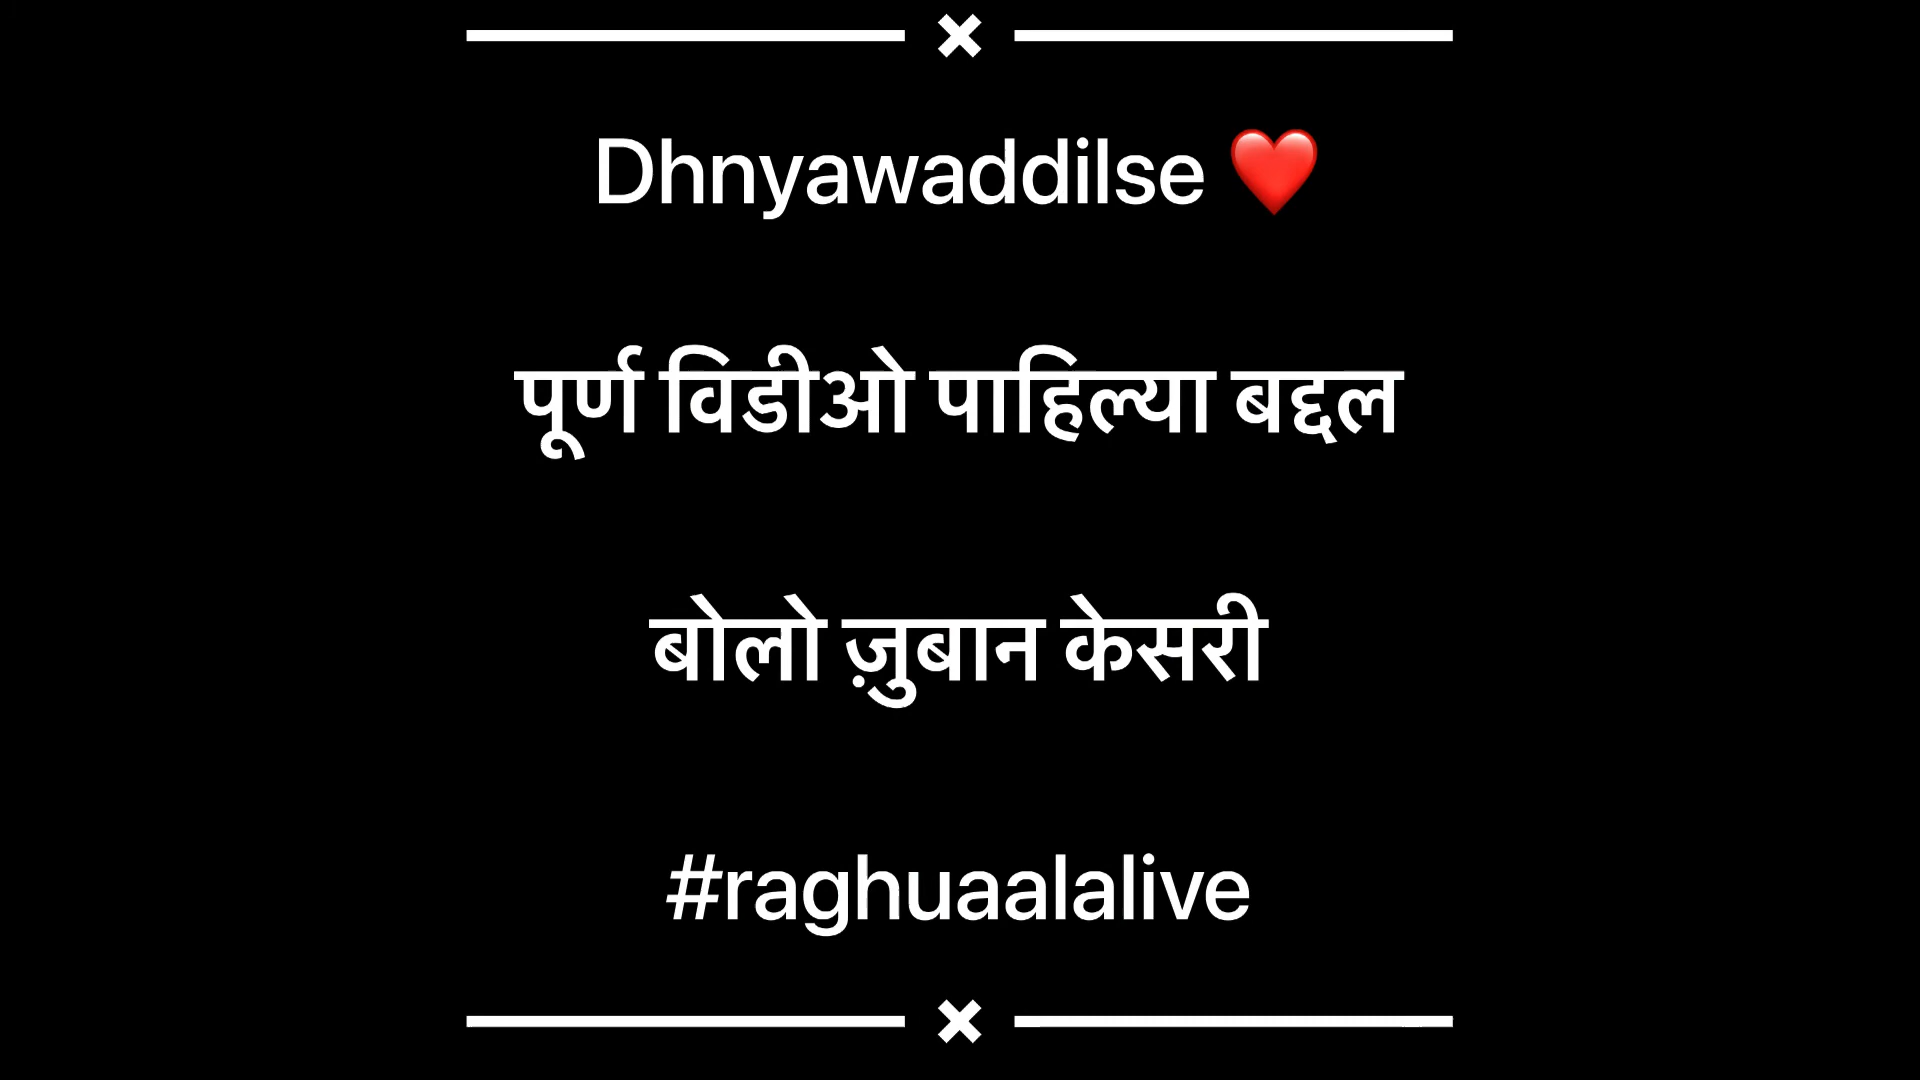 Dhnyawaddilse ❤️
पूर्ण विडीओ पाहिल्या बद्दल
बोलो ज़ुबान केसरी
#raghuaalalive